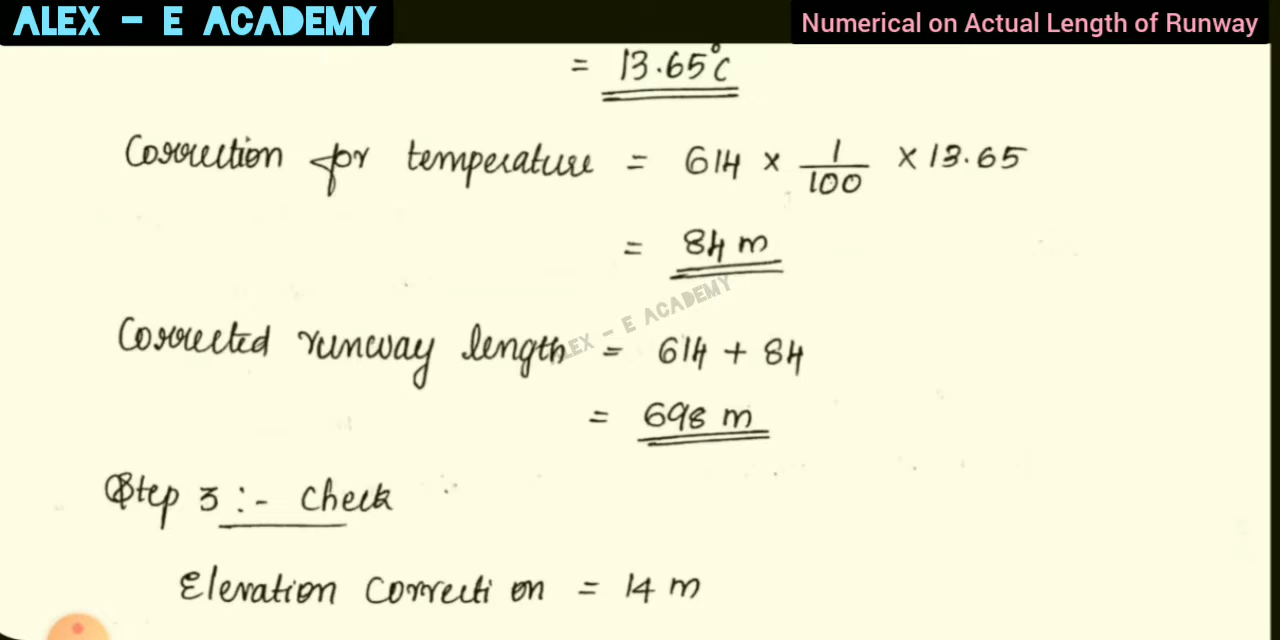 ALEX – E ACADEMY
Numerical on Actual Length of Runway
= 13.65°C
Correction for temperature = 614 × 1/100 × 13.65
= 84 m
ALEX – E ACADEMY
Corrected runway length = 614 + 84
= 698 m
Step 3 :- Check
Elevation Correction = 14 m